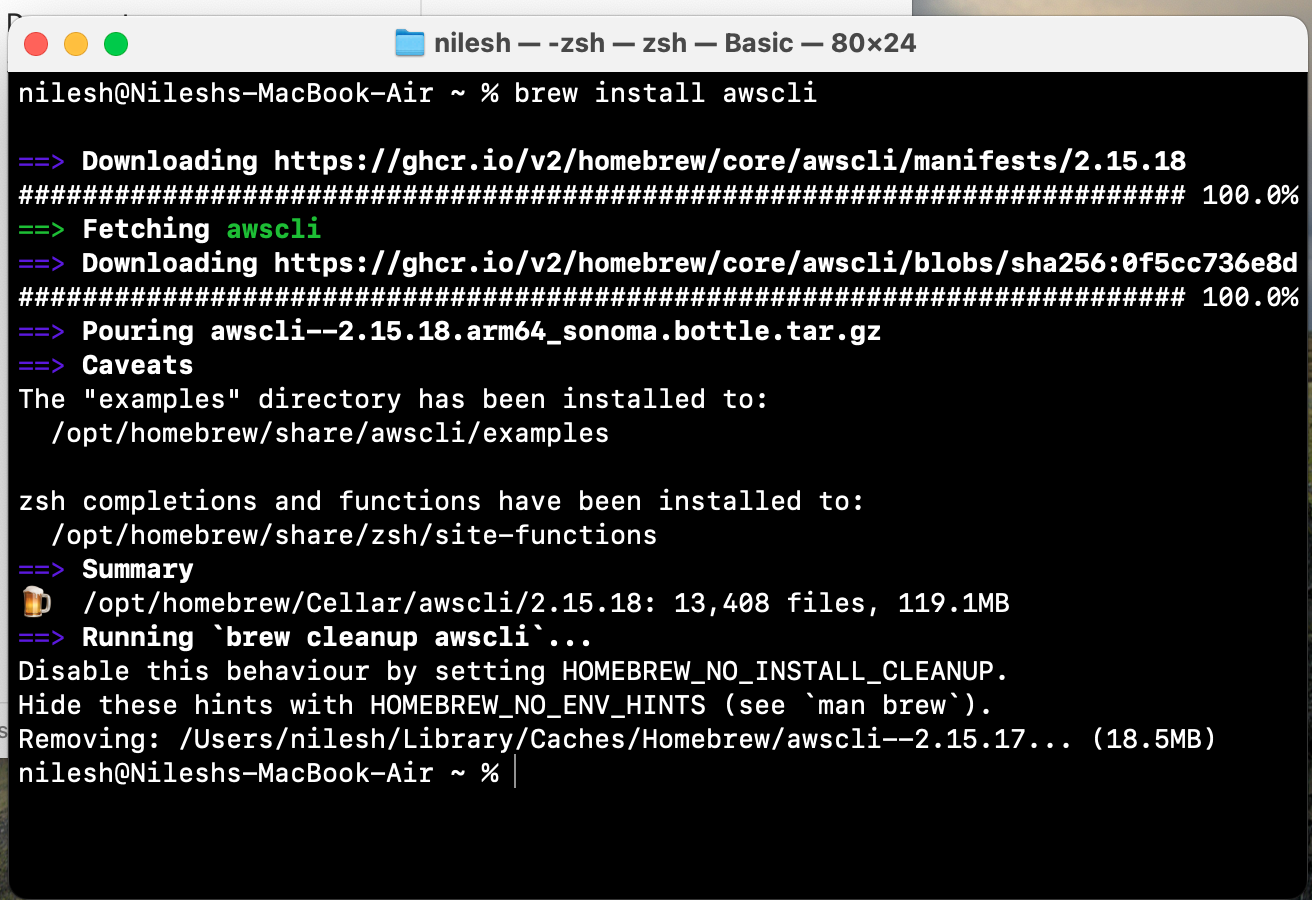 nilesh — -zsh — zsh — Basic — 80×24
nilesh@Nileshs-MacBook-Air ~ % brew install awscli
==> Downloading https://ghcr.io/v2/homebrew/core/awscli/manifests/2.15.18
######################################################################### 100.0%
==> Fetching awscli
==> Downloading https://ghcr.io/v2/homebrew/core/awscli/blobs/sha256:0f5cc736e8d
######################################################################### 100.0%
==> Pouring awscli--2.15.18.arm64_sonoma.bottle.tar.gz
==> Caveats
The "examples" directory has been installed to:
  /opt/homebrew/share/awscli/examples
zsh completions and functions have been installed to:
  /opt/homebrew/share/zsh/site-functions
==> Summary
🍺  /opt/homebrew/Cellar/awscli/2.15.18: 13,408 files, 119.1MB
==> Running `brew cleanup awscli`...
Disable this behaviour by setting HOMEBREW_NO_INSTALL_CLEANUP.
Hide these hints with HOMEBREW_NO_ENV_HINTS (see `man brew`).
Removing: /Users/nilesh/Library/Caches/Homebrew/awscli--2.15.17... (18.5MB)
nilesh@Nileshs-MacBook-Air ~ %